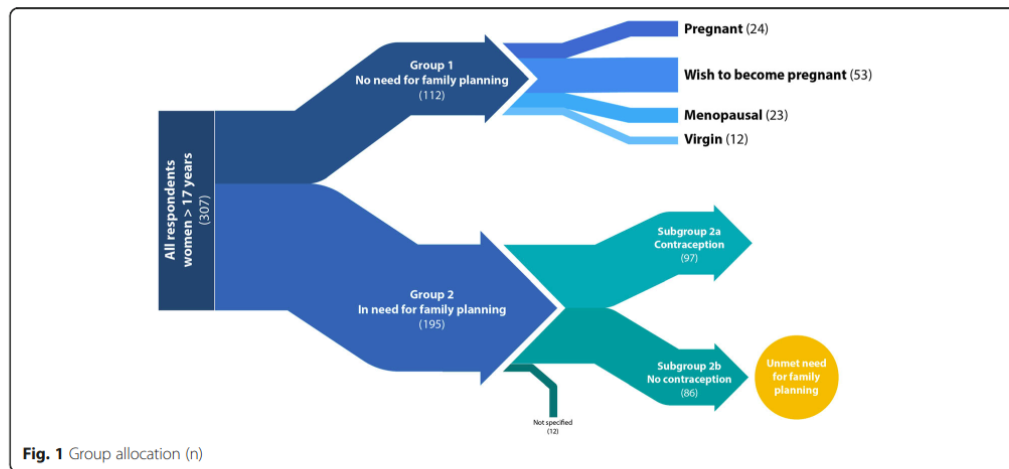 All respondents
women > 17 years
(307)
Group 1
No need for family planning
(112)
Pregnant (24)
Wish to become pregnant (53)
Menopausal (23)
Virgin (12)
Group 2
In need for family planning
(195)
Subgroup 2a
Contraception
(97)
Subgroup 2b
No contraception
(86)
Unmet need
for family
planning
Not specified
(12)
Fig. 1 Group allocation (n)